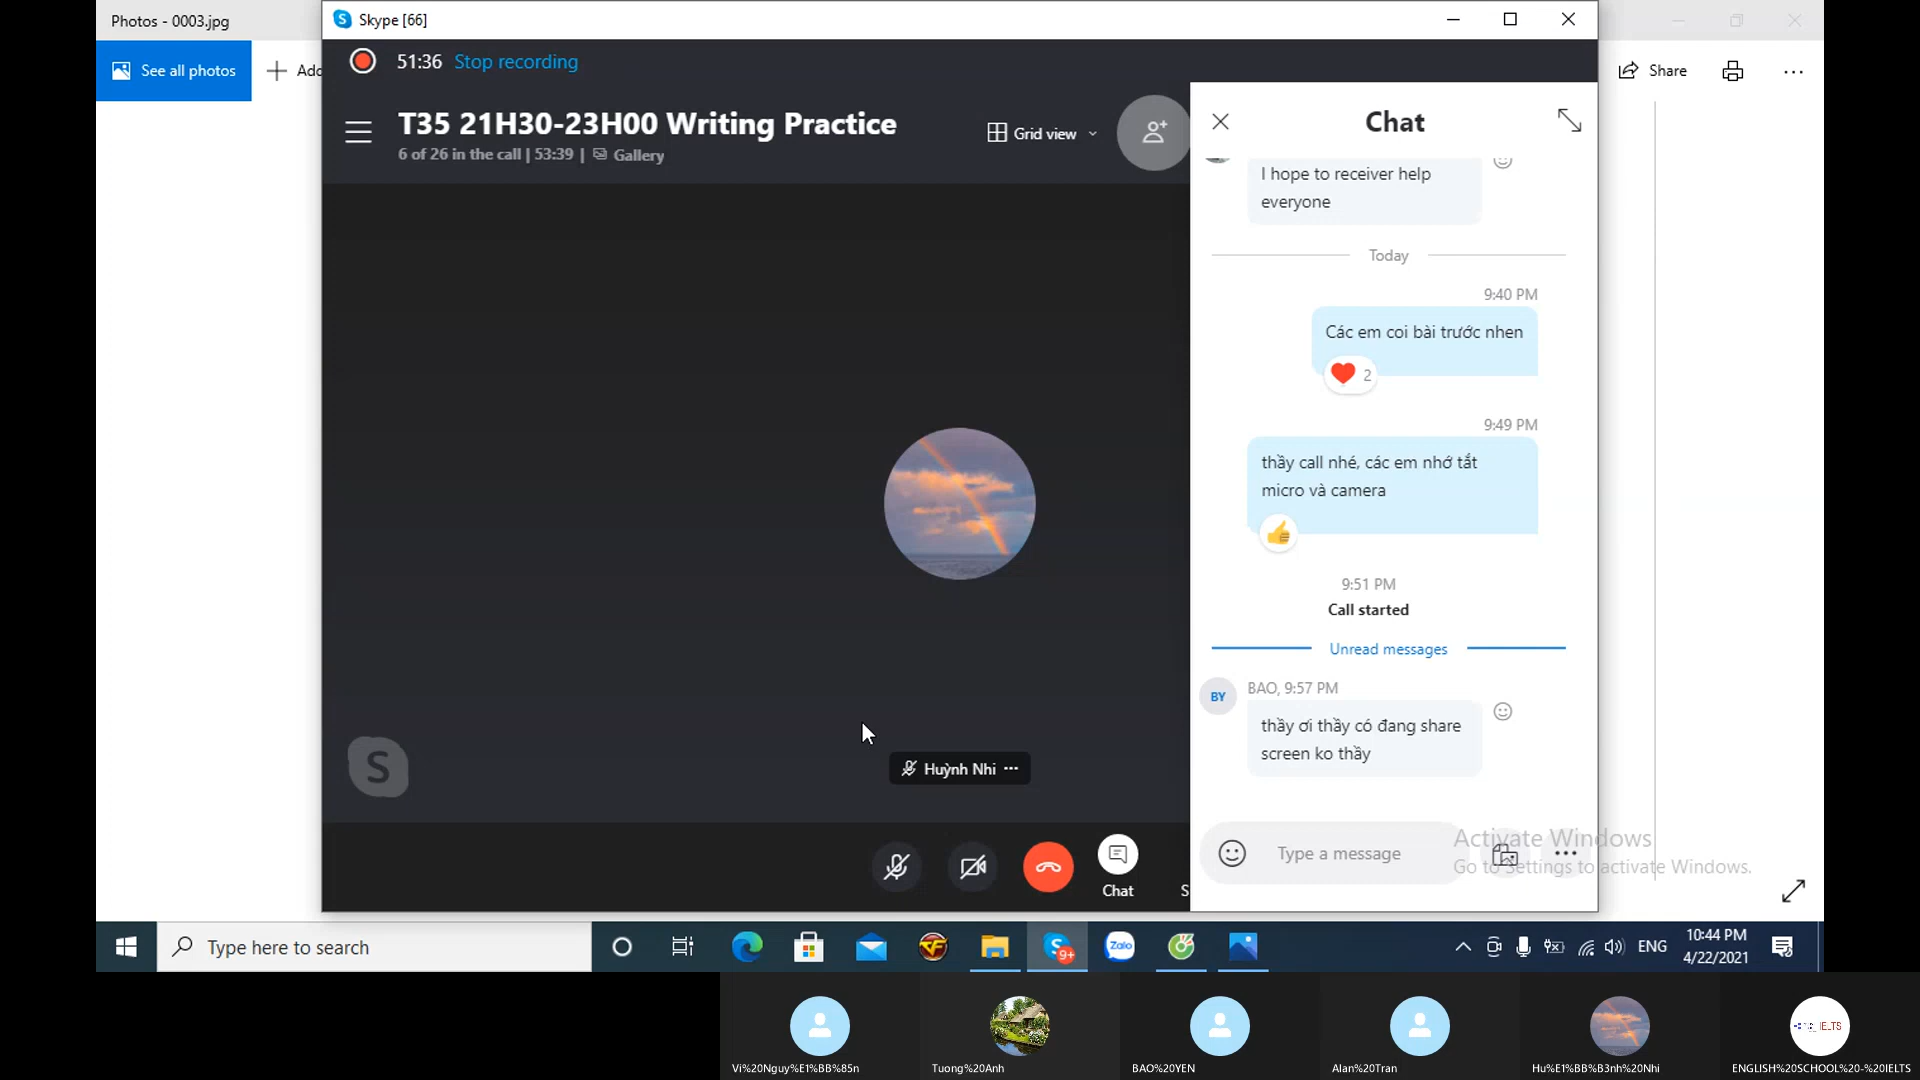 Photos - 0003.jpg
Skype [66]
See all photos
Add
51:36 Stop recording
Share
T35 21H30-23H00 Writing Practice
6 of 26 in the call | 53:39 | Gallery
Grid view
Chat
I hope to receiver help
everyone
Today
9:40 PM
Các em coi bài trước nhen
2
9:49 PM
thầy call nhé, các em nhớ tắt
micro và camera
9:51 PM
Call started
Unread messages
BY
BAO, 9:57 PM
thầy ơi thầy có đang share
screen ko thầy
S
Huỳnh Nhi
Type a message
Activate Windows
Go to Settings to activate Windows.
Chat
S
Type here to search
9+
Zalo
ENG
10:44 PM
4/22/2021
IELTS
Vi%20Nguy%E1%BB%85n
Tuong%20Anh
BAO%20YEN
Alan%20Tran
Hu%E1%BB%B3nh%20Nhi
ENGLISH%20SCHOOL%20-%20IELTS